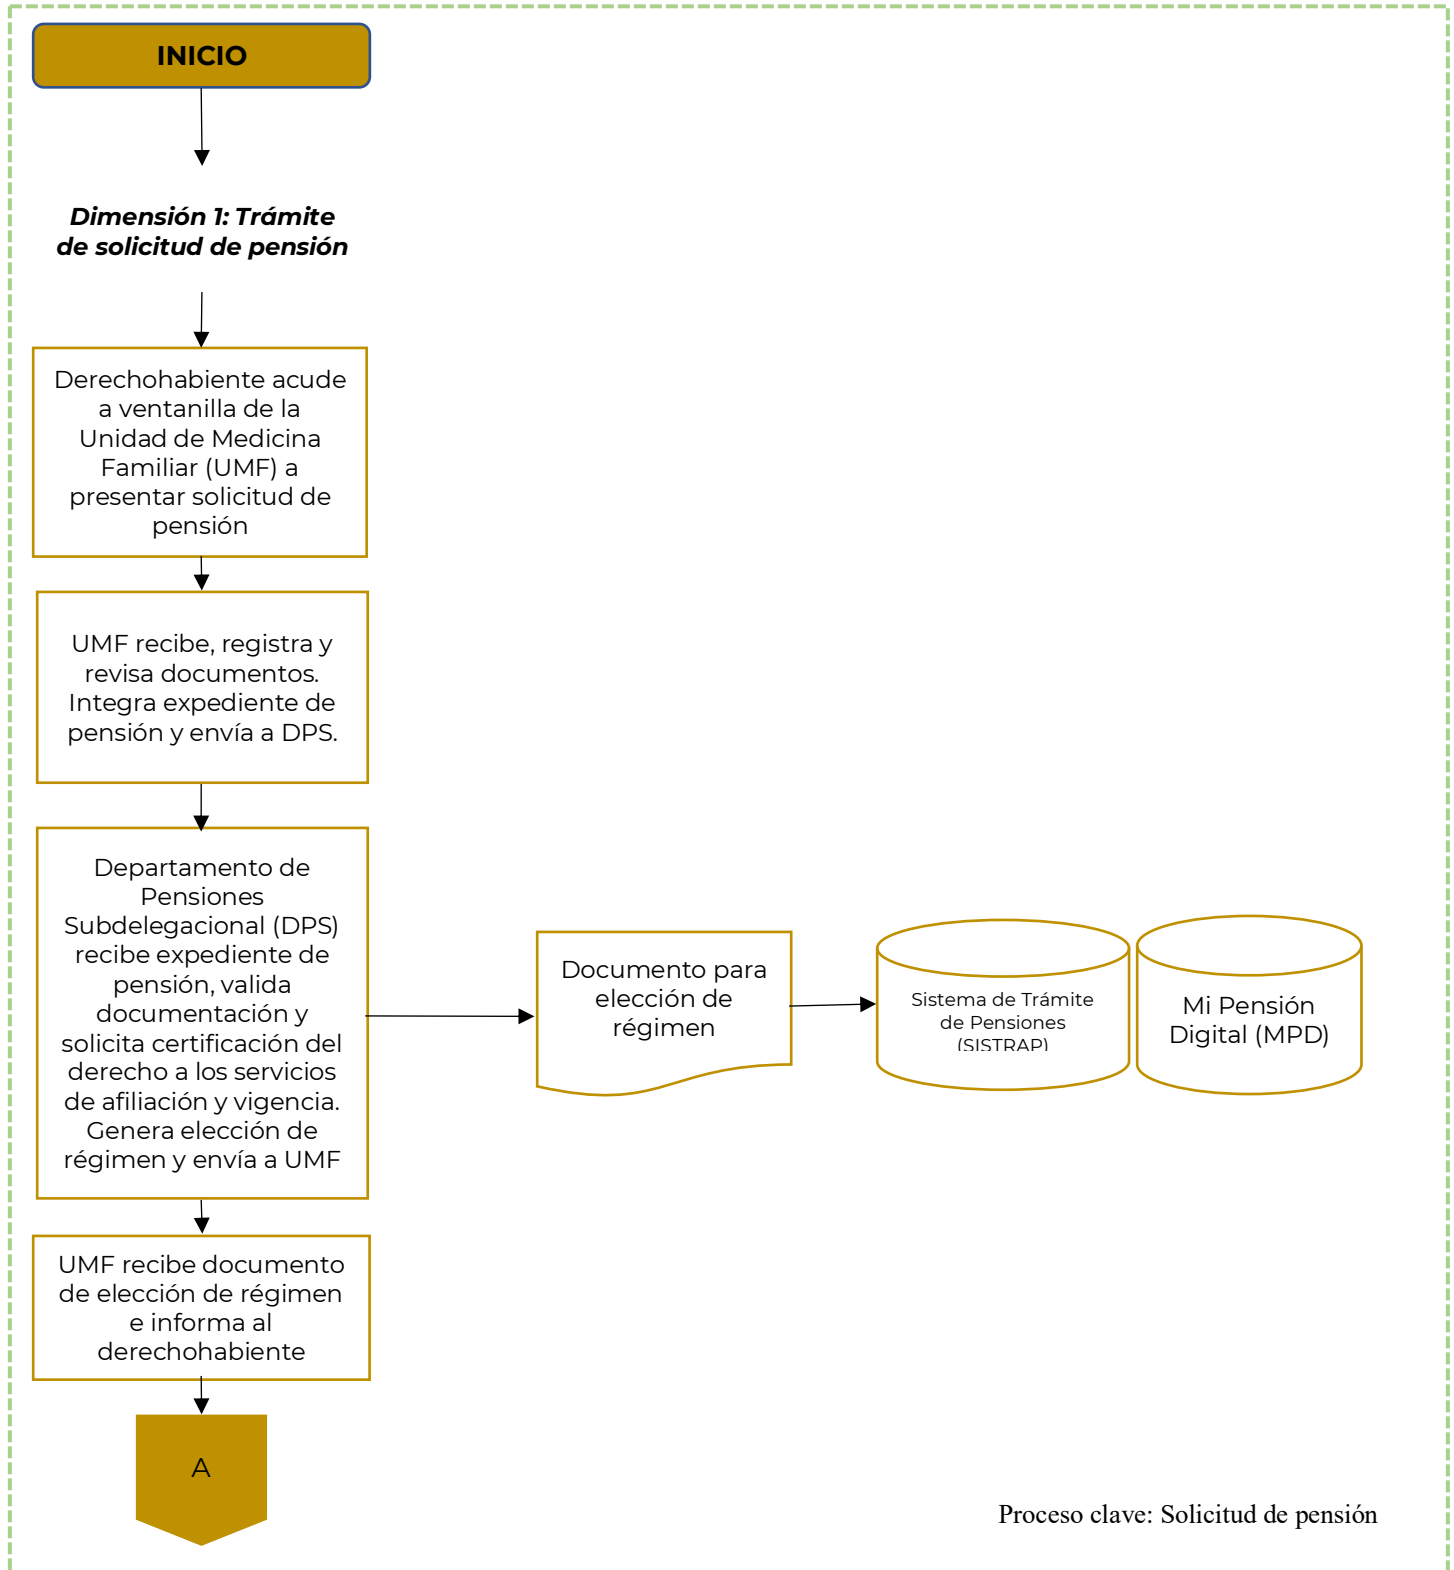 INICIO
Dimensión 1: Trámite
de solicitud de pensión
Derechohabiente acude
a ventanilla de la
Unidad de Medicina
Familiar (UMF) a
presentar solicitud de
pensión
UMF recibe, registra y
revisa documentos.
Integra expediente de
pensión y envía a DPS.
Departamento de
Pensiones
Subdelegacional (DPS)
recibe expediente de
pensión, valida
documentación y
solicita certificación del
derecho a los servicios
de afiliación y vigencia.
Genera elección de
régimen y envía a UMF
Documento para
elección de
régimen
Sistema de Trámite
de Pensiones
(SISTRAP)
Mi Pensión
Digital (MPD)
UMF recibe documento
de elección de régimen
e informa al
derechohabiente
A
Proceso clave: Solicitud de pensión